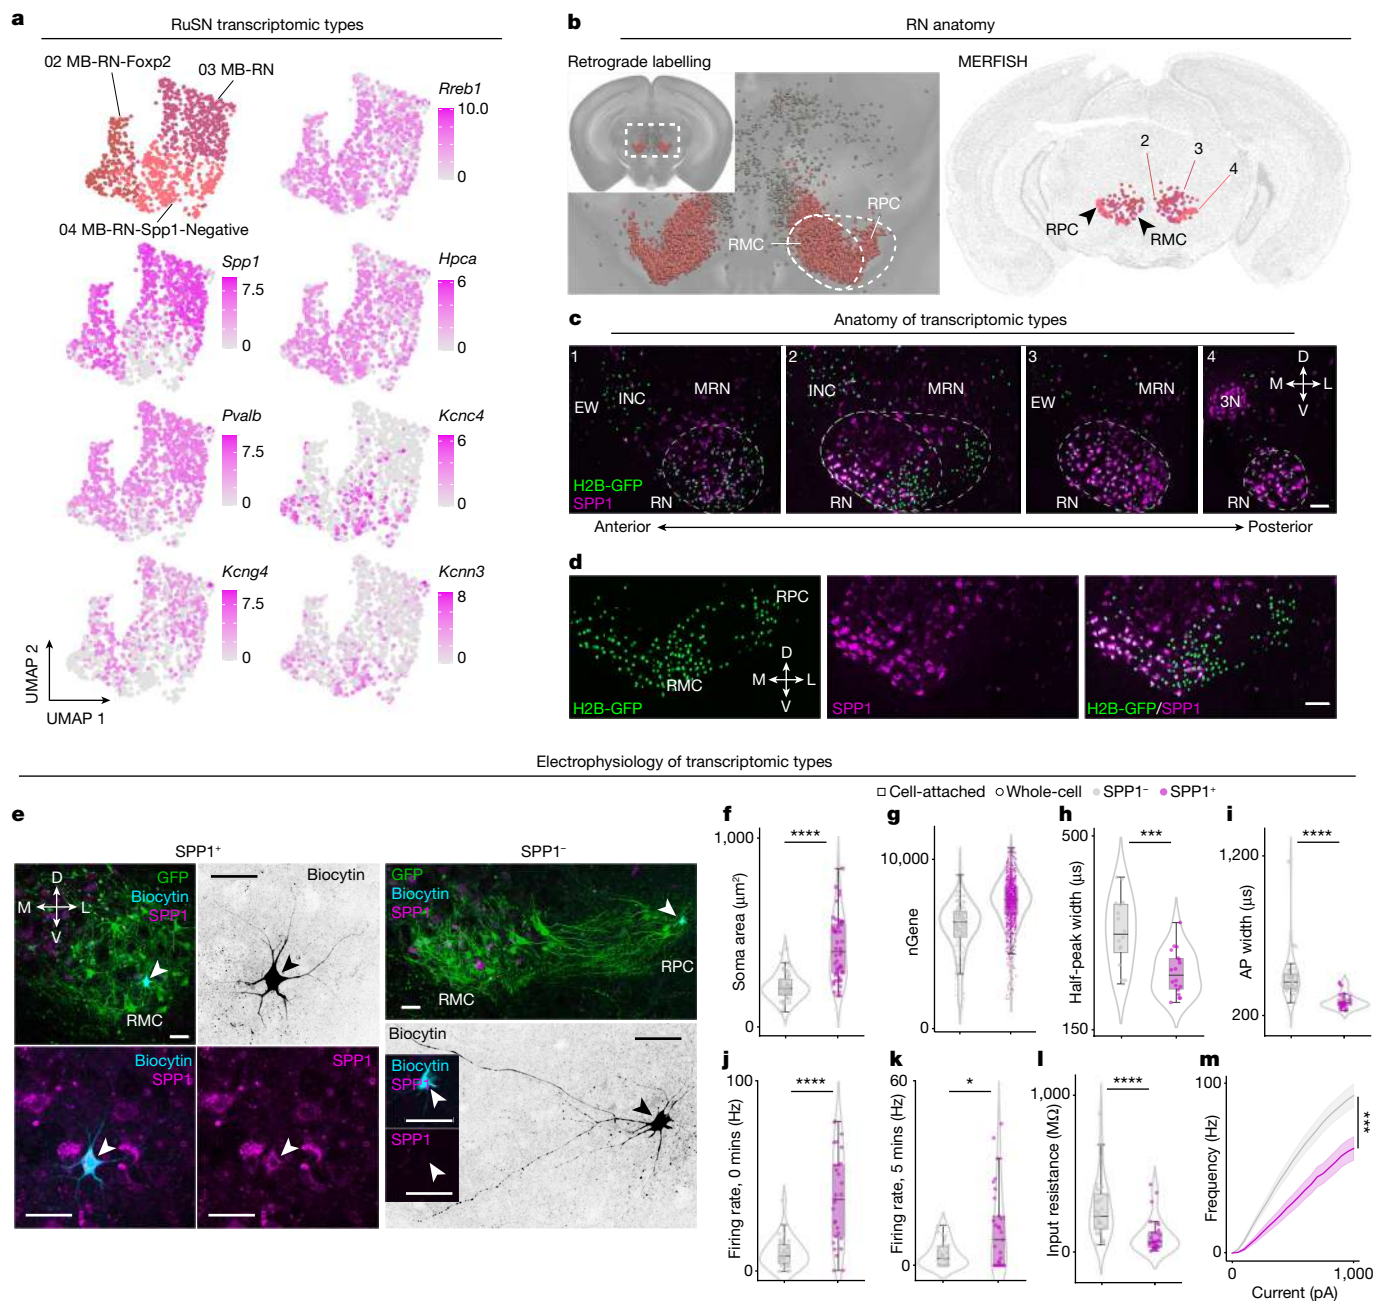 a
RuSN transcriptomic types
02 MB-RN-Foxp2
03 MB-RN
04 MB-RN-Spp1-Negative
Rreb1
10.0
0
Spp1
7.5
0
Hpca
6
0
Pvalb
7.5
0
Kcnc4
6
0
Kcng4
7.5
0
Kcnn3
8
0
UMAP 2
UMAP 1
b
RN anatomy
Retrograde labelling
RPC
RMC
MERFISH
2
3
4
RPC
RMC
c
Anatomy of transcriptomic types
1
EW
INC
MRN
H2B-GFP
SPP1
RN
2
INC
MRN
RN
3
EW
MRN
RN
4
3N
D
M
L
V
RN
Anterior
Posterior
d
RPC
RMC
D
M
L
V
H2B-GFP
SPP1
H2B-GFP/SPP1
Electrophysiology of transcriptomic types
Cell-attached
Whole-cell
SPP1−
SPP1+
e
SPP1+
D
M
L
V
GFP
Biocytin
SPP1
RMC
Biocytin
Biocytin
SPP1
SPP1
SPP1−
GFP
Biocytin
SPP1
RMC
RPC
Biocytin
Biocytin
SPP1
SPP1
f
1,000
****
Soma area (µm²)
0
g
10,000
nGene
0
h
500
***
Half-peak width (µs)
150
i
1,200
****
AP width (µs)
200
j
100
****
Firing rate, 0 mins (Hz)
0
k
60
*
Firing rate, 5 mins (Hz)
0
l
1,000
****
Input resistance (MΩ)
0
m
100
***
Frequency (Hz)
0
0
1,000
Current (pA)